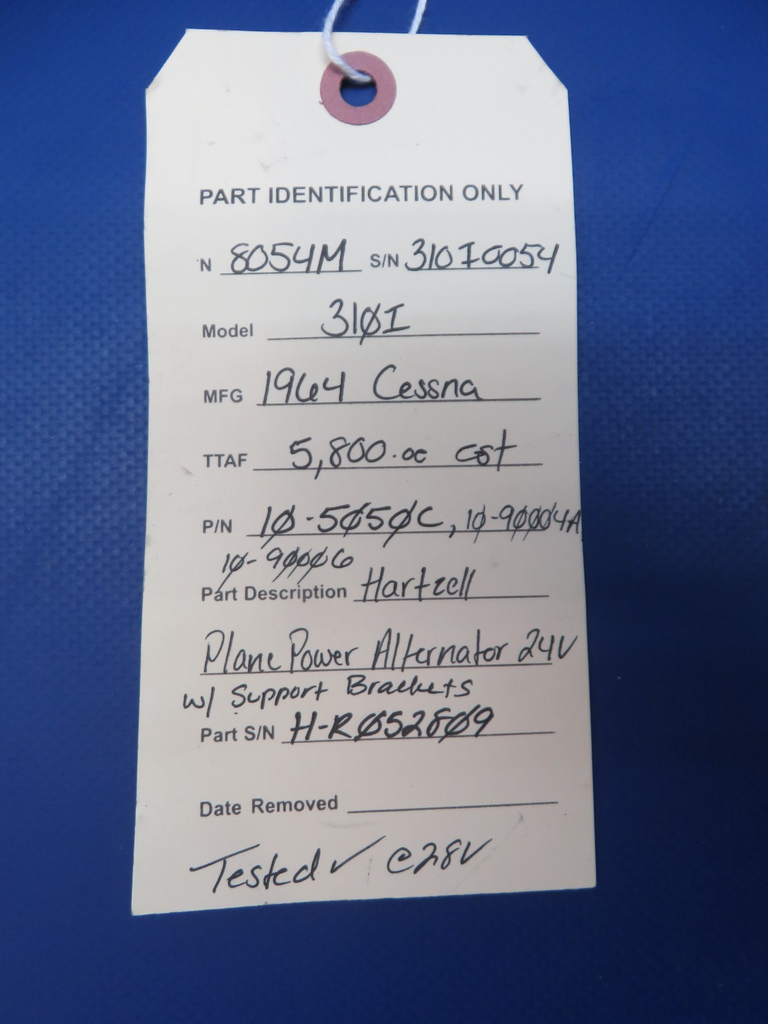 PART IDENTIFICATION ONLY
N 8054M S/N 310I0054
Model 310I
MFG 1964 Cessna
TTAF 5,800.00 est
P/N 10-5050C, 10-90004A
10-90006
Part Description Hartzell
Plane Power Alternator 24V
w/ Support Brackets
Part S/N H-R052809
Date Removed
Tested ✓ @28V